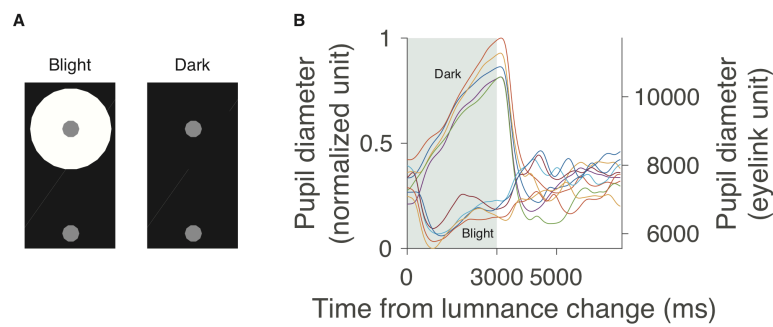 A
Blight
Dark
B
Pupil diameter
(normalized unit)
1
0.5
0
Dark
Blight
10000
8000
6000
Pupil diameter
(eyelink unit)
0
3000
5000
Time from lumnance change (ms)